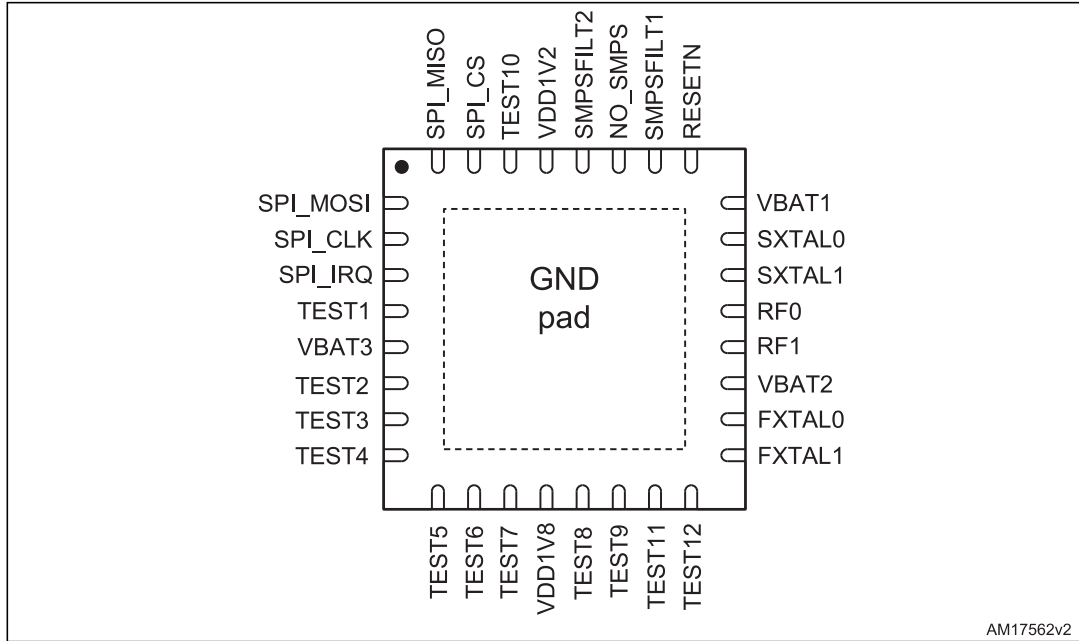 SPI_MISO
SPI_CS
TEST10
VDD1V2
SMPSFILT2
NO_SMPS
SMPSFILT1
RESETN
SPI_MOSI
SPI_CLK
SPI_IRQ
TEST1
VBAT3
TEST2
TEST3
TEST4
GND
pad
VBAT1
SXTAL0
SXTAL1
RF0
RF1
VBAT2
FXTAL0
FXTAL1
TEST5
TEST6
TEST7
VDD1V8
TEST8
TEST9
TEST11
TEST12
AM17562v2